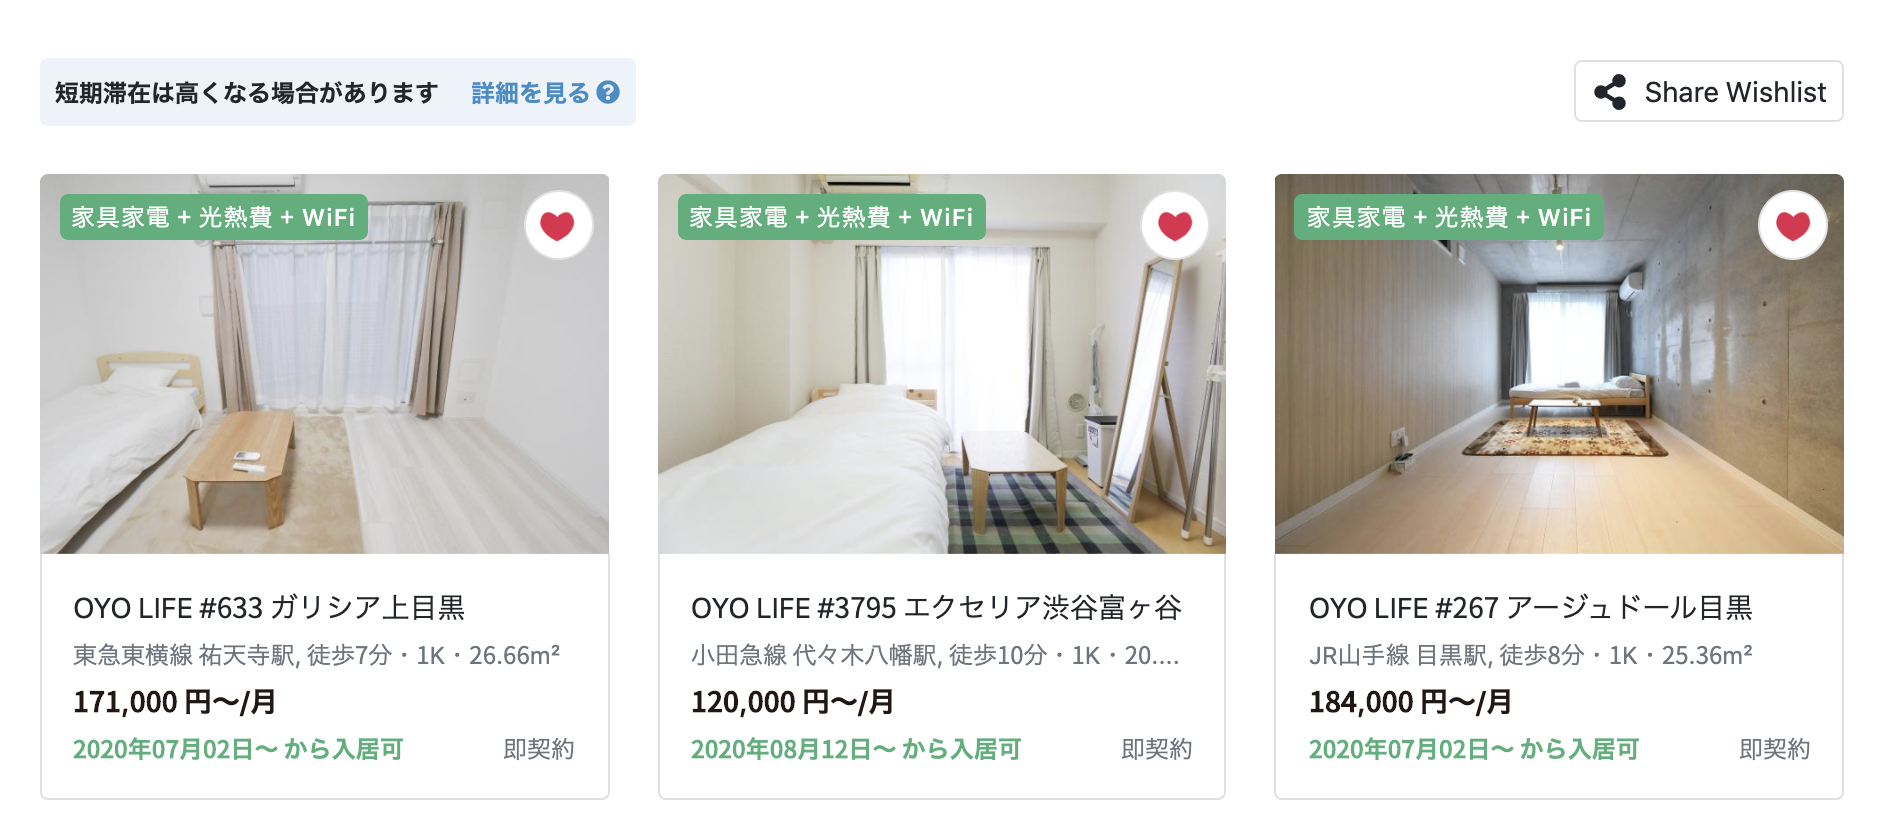 短期滞在は高くなる場合があります 詳細を見る ?
Share Wishlist
家具家電 + 光熱費 + WiFi
OYO LIFE #633 ガリシア上目黒
東急東横線 祐天寺駅, 徒歩7分・1K・26.66m²
171,000 円〜/月
2020年07月02日〜 から入居可 即契約
家具家電 + 光熱費 + WiFi
OYO LIFE #3795 エクセリア渋谷富ヶ谷
小田急線 代々木八幡駅, 徒歩10分・1K・20....
120,000 円〜/月
2020年08月12日〜 から入居可 即契約
家具家電 + 光熱費 + WiFi
OYO LIFE #267 アージュドール目黒
JR山手線 目黒駅, 徒歩8分・1K・25.36m²
184,000 円〜/月
2020年07月02日〜 から入居可 即契約